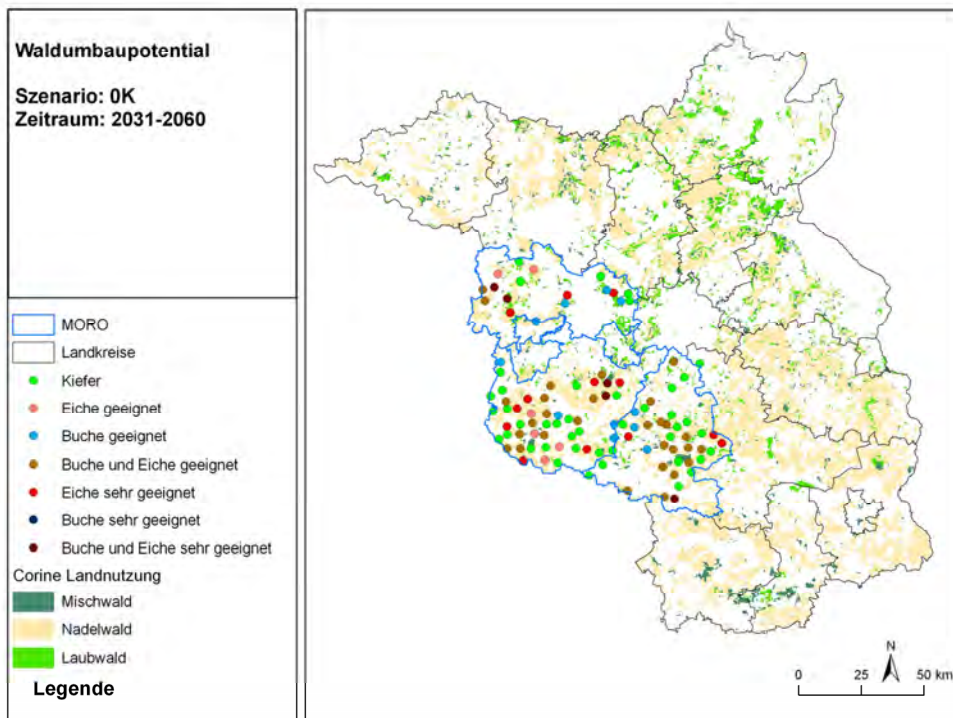 Waldumbaupotential
Szenario: 0K
Zeitraum: 2031-2060
MORO
Landkreise
Kiefer
Eiche geeignet
Buche geeignet
Buche und Eiche geeignet
Eiche sehr geeignet
Buche sehr geeignet
Buche und Eiche sehr geeignet
Corine Landnutzung
Mischwald
Nadelwald
Laubwald
Legende
N
0 25 50 km